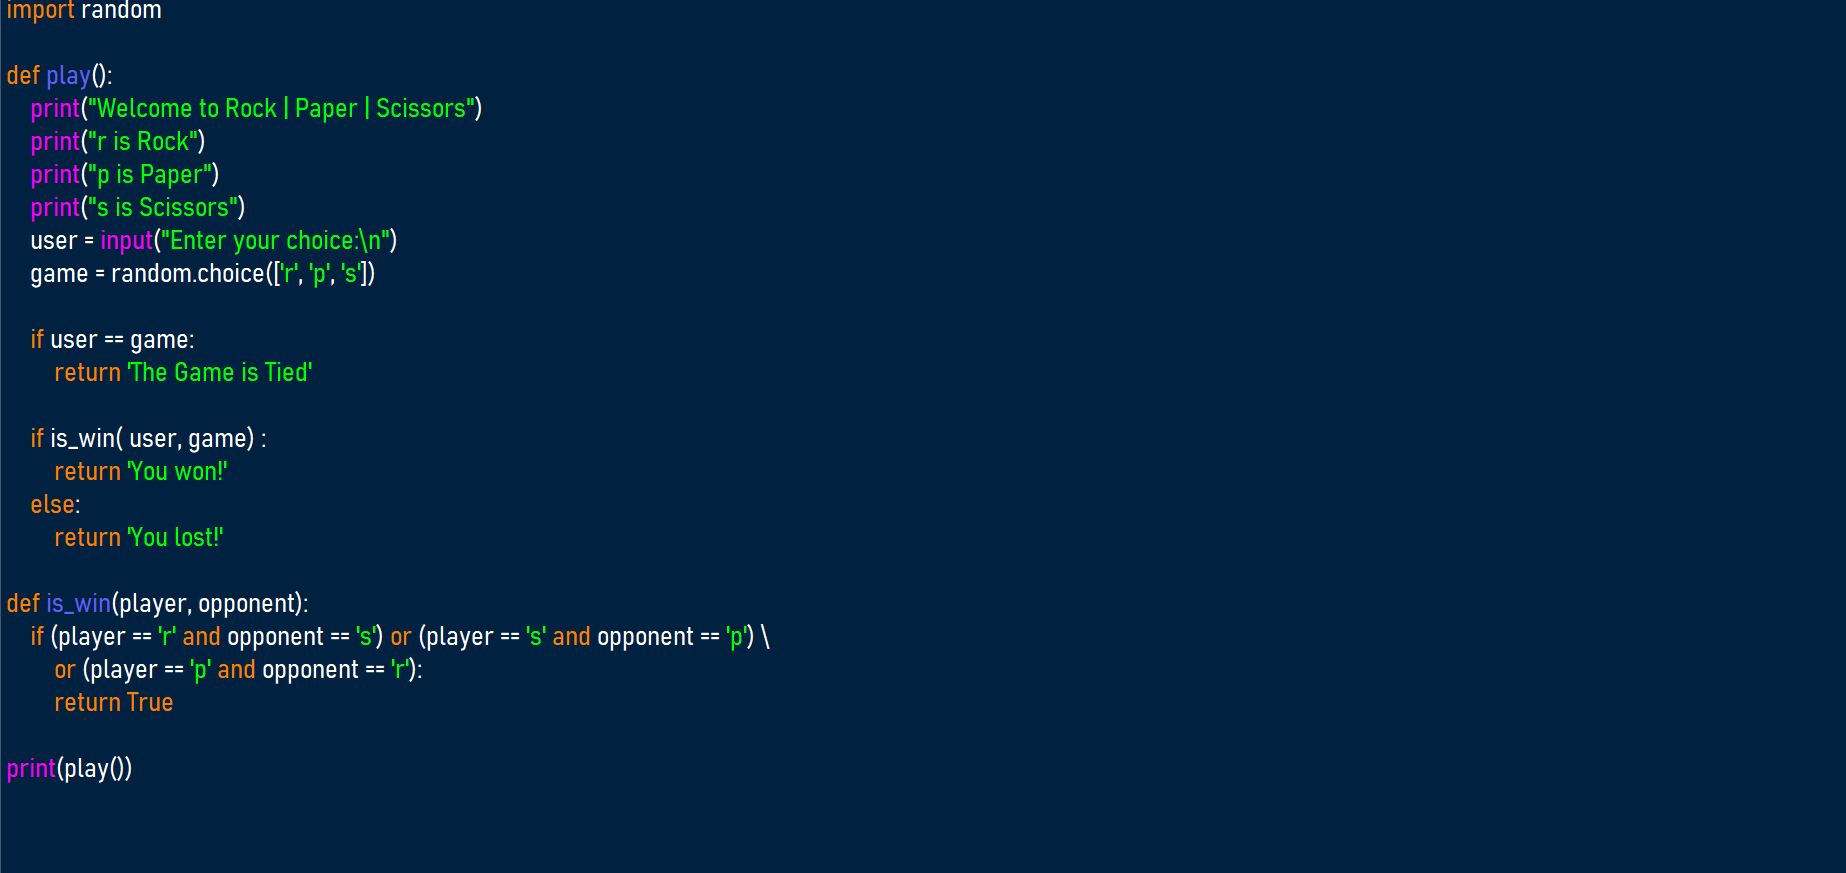 import random
def play():
    print("Welcome to Rock | Paper | Scissors")
    print("r is Rock")
    print("p is Paper")
    print("s is Scissors")
    user = input("Enter your choice:\n")
    game = random.choice(['r', 'p', 's'])
    if user == game:
        return 'The Game is Tied'
    if is_win( user, game) :
        return 'You won!'
    else:
        return 'You lost!'
def is_win(player, opponent):
    if (player == 'r' and opponent == 's') or (player == 's' and opponent == 'p') \
        or (player == 'p' and opponent == 'r'):
        return True
print(play())